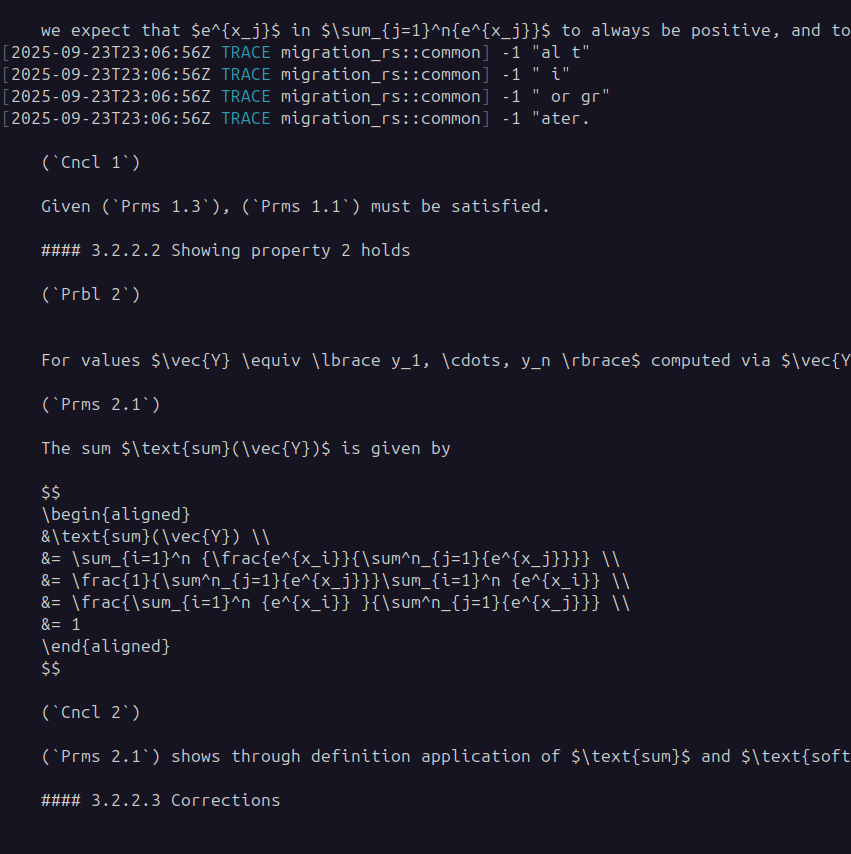 we expect that $e^{x_j}$ in $\sum_{j=1}^n{e^{x_j}}$ to always be positive, and to
[2025-09-23T23:06:56Z TRACE migration_rs::common] -1 "al t"
[2025-09-23T23:06:56Z TRACE migration_rs::common] -1 " i"
[2025-09-23T23:06:56Z TRACE migration_rs::common] -1 " or gr"
[2025-09-23T23:06:56Z TRACE migration_rs::common] -1 "ater.
(`Cncl 1`)
Given (`Prms 1.3`), (`Prms 1.1`) must be satisfied.
#### 3.2.2.2 Showing property 2 holds
(`Prbl 2`)
For values $\vec{Y} \equiv \lbrace y_1, \cdots, y_n \rbrace$ computed via $\vec{Y
(`Prms 2.1`)
The sum $\text{sum}(\vec{Y})$ is given by
$$
\begin{aligned}
&\text{sum}(\vec{Y}) \\
&= \sum_{i=1}^n {\frac{e^{x_i}}{\sum^n_{j=1}{e^{x_j}}}} \\
&= \frac{1}{\sum^n_{j=1}{e^{x_j}}}\sum_{i=1}^n {e^{x_i}} \\
&= \frac{\sum_{i=1}^n {e^{x_i}} }{\sum^n_{j=1}{e^{x_j}}} \\
&= 1
\end{aligned}
$$
(`Cncl 2`)
(`Prms 2.1`) shows through definition application of $\text{sum}$ and $\text{soft
#### 3.2.2.3 Corrections